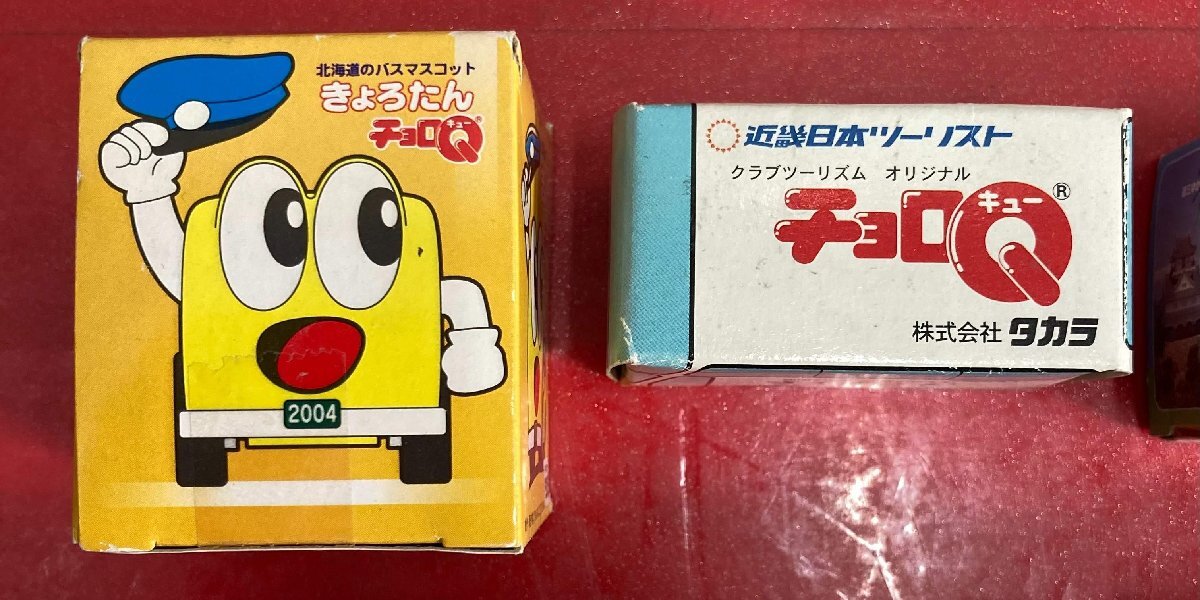 北海道のバスマスコット
きょろたん
チョロQ
キュー
2004
近畿日本ツーリスト
クラブツーリズム オリジナル
チョロQ®
キュー
株式会社 タカラ